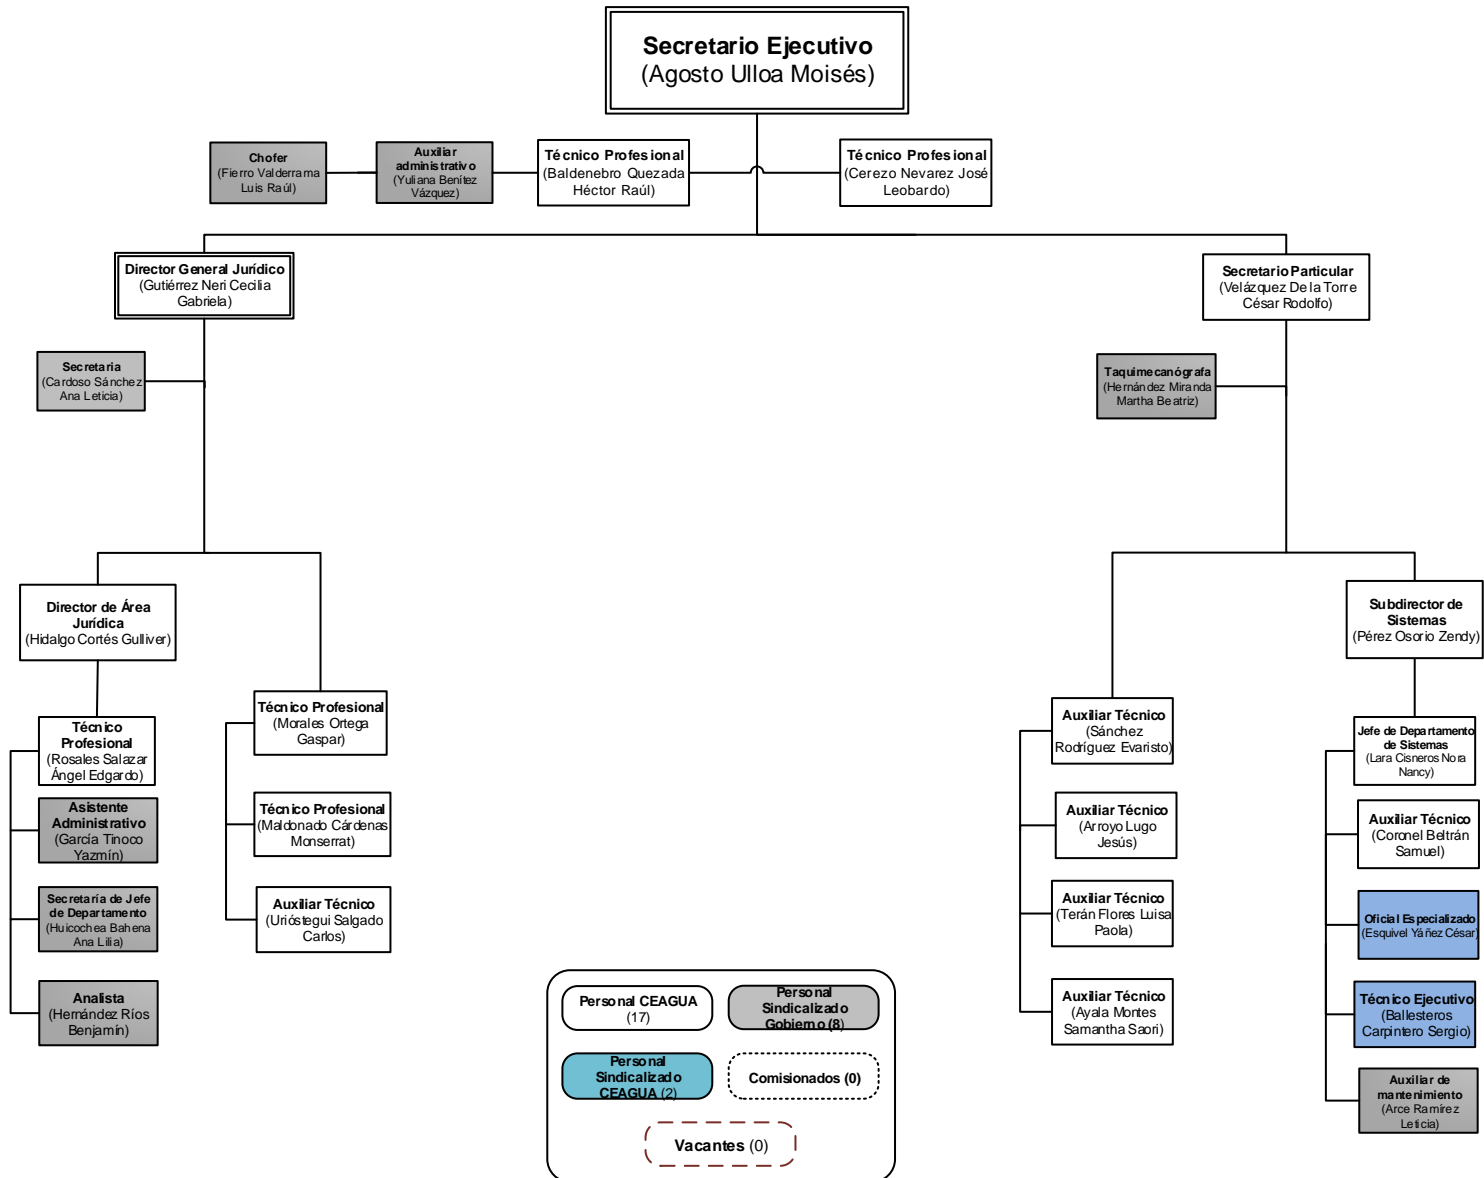 Secretario Ejecutivo
(Agosto Ulloa Moisés)
Chofer
(Fierro Valderrama
Luis Raúl)
Auxiliar
administrativo
(Yuliana Benítez
Vázquez)
Técnico Profesional
(Baldenebro Quezada
Héctor Raúl)
Técnico Profesional
(Cerezo Nevarez José
Leobardo)
Director General Jurídico
(Gutiérrez Neri Cecilia
Gabriela)
Secretario Particular
(Velázquez De la Torre
César Rodolfo)
Secretaria
(Cardoso Sánchez
Ana Leticia)
Taquimecanógrafa
(Hernández Miranda
Martha Beatriz)
Director de Área
Jurídica
(Hidalgo Cortés Gulliver)
Técnico
Profesional
(Rosales Salazar
Ángel Edgardo)
Asistente
Administrativo
(García Tinoco
Yazmín)
Secretaría de Jefe
de Departamento
(Huicochea Bahena
Ana Lilia)
Analista
(Hernández Ríos
Benjamín)
Técnico Profesional
(Morales Ortega
Gaspar)
Técnico Profesional
(Maldonado Cárdenas
Monserrat)
Auxiliar Técnico
(Urióstegui Salgado
Carlos)
Auxiliar Técnico
(Sánchez
Rodríguez Evaristo)
Auxiliar Técnico
(Arroyo Lugo
Jesús)
Auxiliar Técnico
(Terán Flores Luisa
Paola)
Auxiliar Técnico
(Ayala Montes
Samantha Saori)
Subdirector de
Sistemas
(Pérez Osorio Zendy)
Jefe de Departamento
de Sistemas
(Lara Cisneros Nora
Nancy)
Auxiliar Técnico
(Coronel Beltrán
Samuel)
Oficial Especializado
(Esquivel Yáñez César)
Técnico Ejecutivo
(Ballesteros
Carpintero Sergio)
Auxiliar de
mantenimiento
(Arce Ramírez
Leticia)
Personal CEAGUA
(17)
Personal
Sindicalizado
Gobierno (8)
Personal
Sindicalizado
CEAGUA (2)
Comisionados (0)
Vacantes (0)